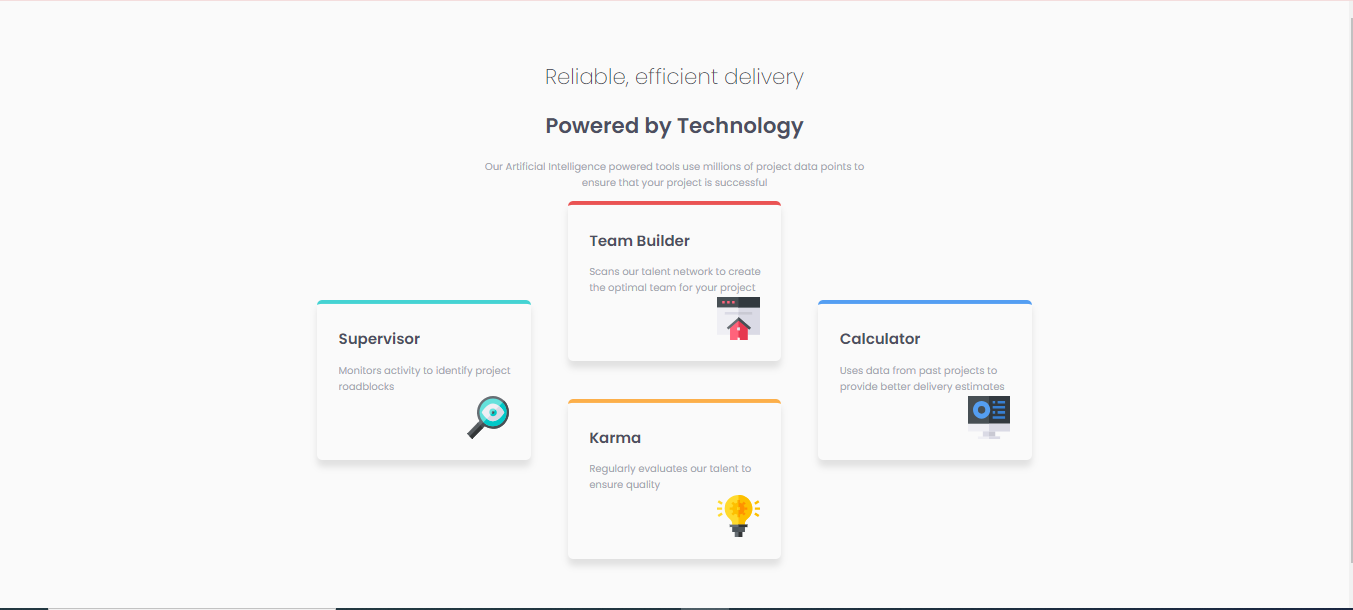 Reliable, efficient delivery
Powered by Technology
Our Artificial Intelligence powered tools use millions of project data points to
ensure that your project is successful
Supervisor
Monitors activity to identify project
roadblocks
Team Builder
Scans our talent network to create
the optimal team for your project
Karma
Regularly evaluates our talent to
ensure quality
Calculator
Uses data from past projects to
provide better delivery estimates